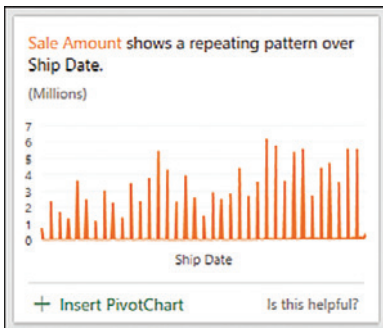 Sale Amount shows a repeating pattern over
Ship Date.
(Millions)
7
6
5
4
3
2
1
0
Ship Date
+ Insert PivotChart Is this helpful?